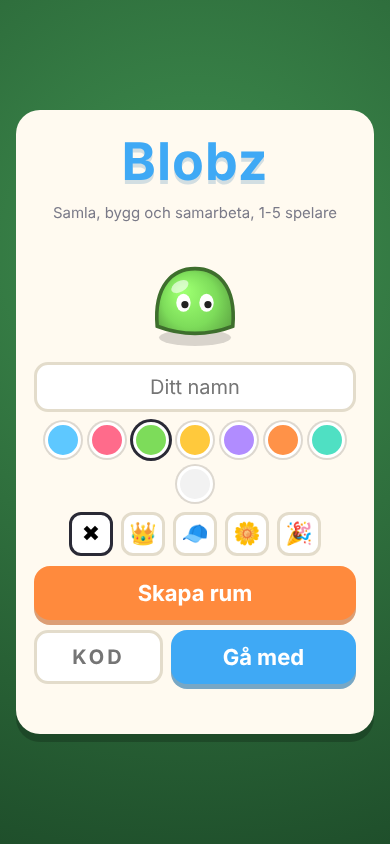 Blobz
Samla, bygg och samarbeta, 1-5 spelare
Ditt namn
Skapa rum
KOD
Gå med